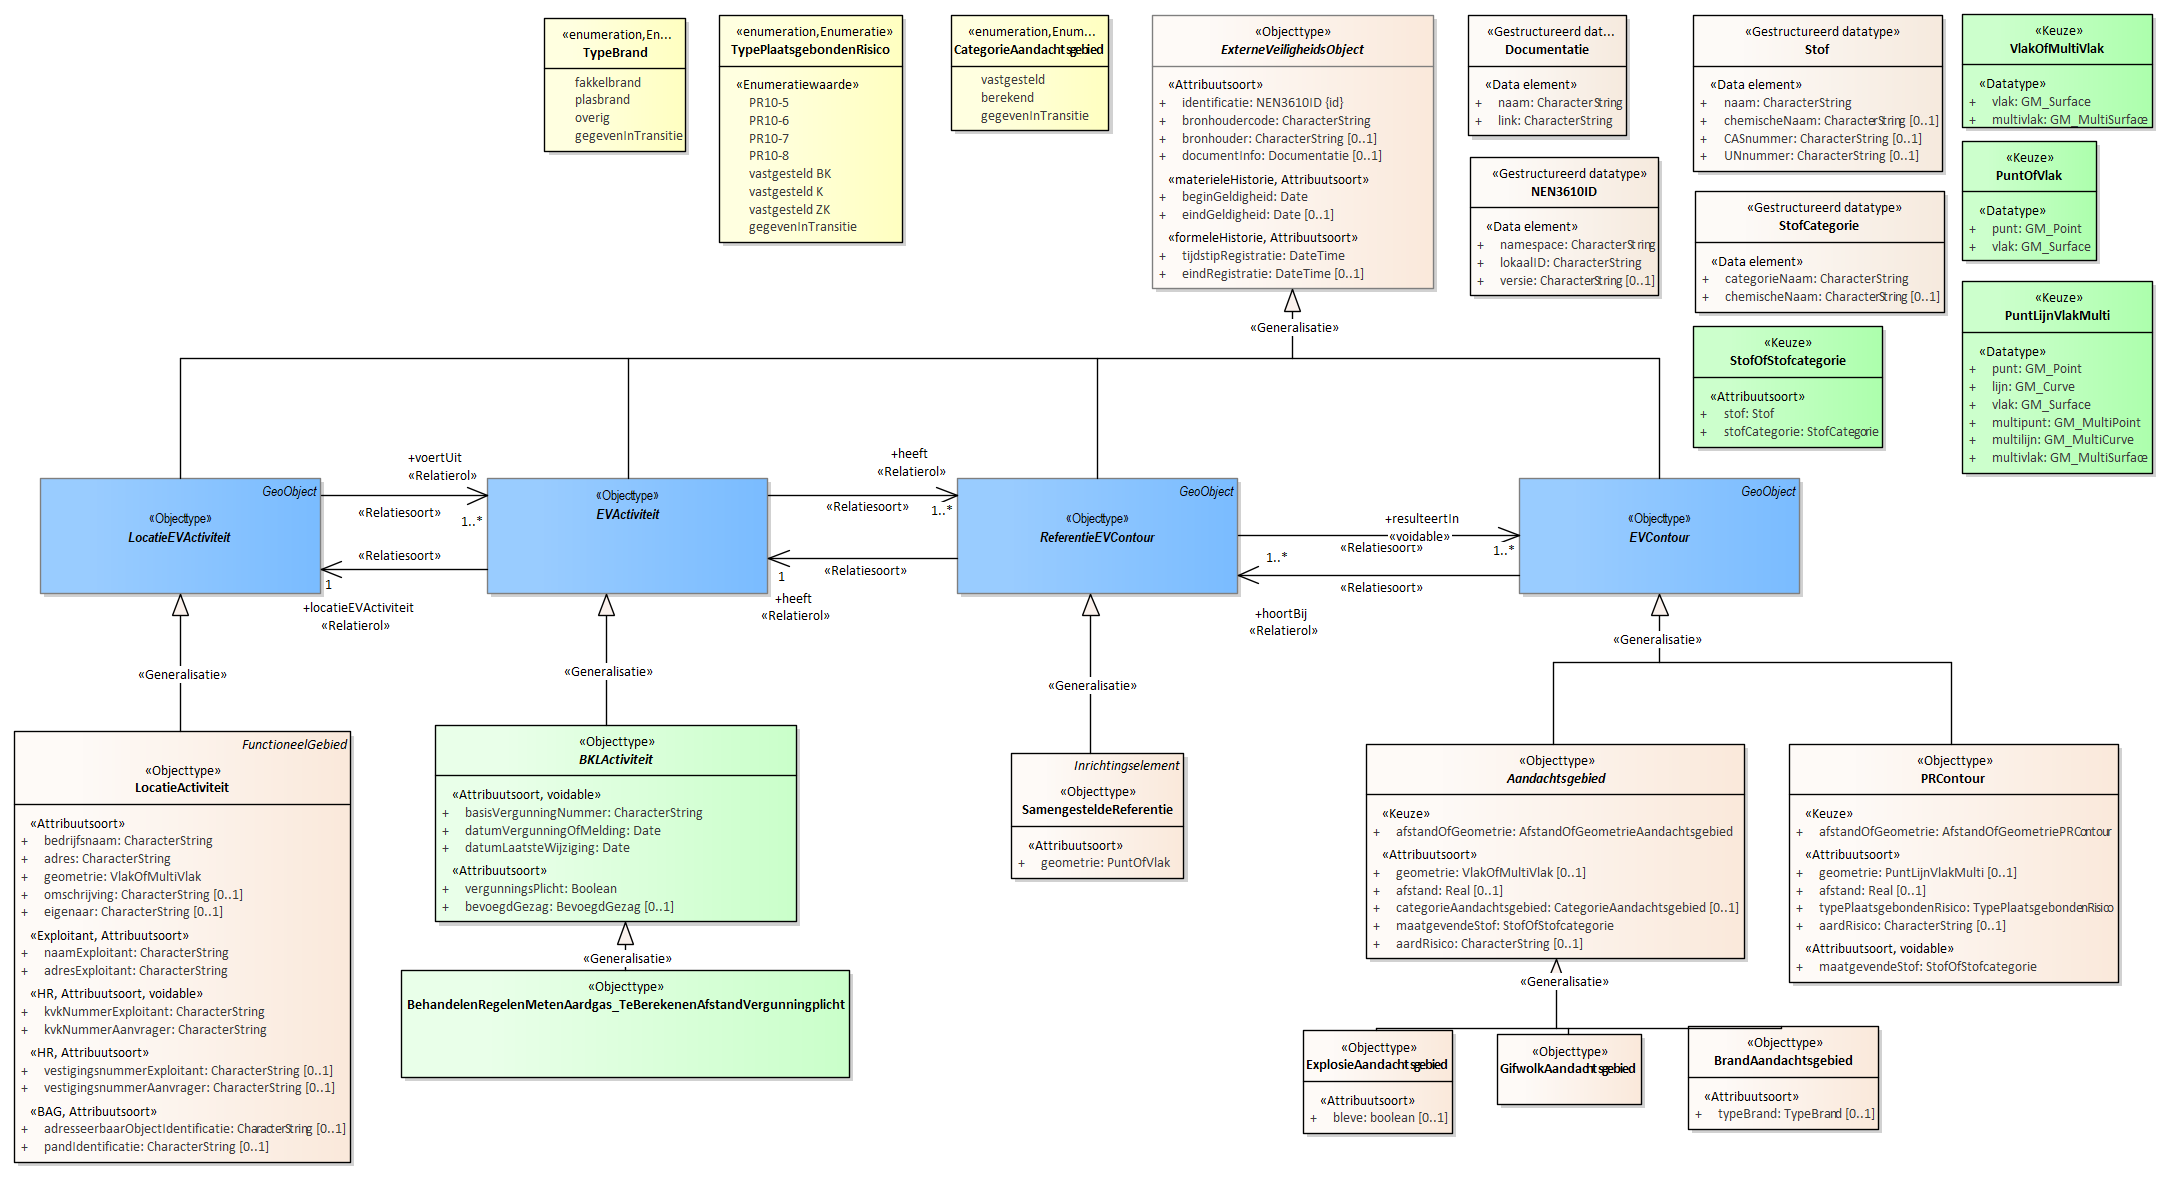 «enumeration,En...
TypeBrand
fakkelbrand
plasbrand
overig
gegevenInTransitie
«enumeration,Enumeratie»
TypePlaatsgebondenRisico
«Enumeratiewaarde»
PR10-5
PR10-6
PR10-7
PR10-8
vastgesteld BK
vastgesteld K
vastgesteld ZK
gegevenInTransitie
«enumeration,Enum...
CategorieAandachtsgebied
vastgesteld
berekend
gegevenInTransitie
«Objecttype»
ExterneVeiligheidsObject
«Attribuutsoort»
+ identificatie: NEN3610ID {id}
+ bronhoudercode: CharacterString
+ bronhouder: CharacterString [0..1]
+ documentInfo: Documentatie [0..1]
«materieleHistorie, Attribuutsoort»
+ beginGeldigheid: Date
+ eindGeldigheid: Date [0..1]
«formeleHistorie, Attribuutsoort»
+ tijdstipRegistratie: DateTime
+ eindRegistratie: DateTime [0..1]
«Gestructureerd dat...
Documentatie
«Data element»
+ naam: CharacterString
+ link: CharacterString
«Gestructureerd datatype»
NEN3610ID
«Data element»
+ namespace: CharacterString
+ lokaalID: CharacterString
+ versie: CharacterString [0..1]
«Gestructureerd datatype»
Stof
«Data element»
+ naam: CharacterString
+ chemischeNaam: CharacterString [0..1]
+ CASnummer: CharacterString [0..1]
+ UNnummer: CharacterString [0..1]
«Gestructureerd datatype»
StofCategorie
«Data element»
+ categorieNaam: CharacterString
+ chemischeNaam: CharacterString [0..1]
«Keuze»
StofOfStofcategorie
«Attribuutsoort»
+ stof: Stof
+ stofCategorie: StofCategorie
«Keuze»
VlakOfMultiVlak
«Datatype»
+ vlak: GM_Surface
+ multivlak: GM_MultiSurface
«Keuze»
PuntOfVlak
«Datatype»
+ punt: GM_Point
+ vlak: GM_Surface
«Keuze»
PuntLijnVlakMulti
«Datatype»
+ punt: GM_Point
+ lijn: GM_Curve
+ vlak: GM_Surface
+ multipunt: GM_MultiPoint
+ multilijn: GM_MultiCurve
+ multivlak: GM_MultiSurface
«Generalisatie»
GeoObject
«Objecttype»
LocatieEVActiviteit
+voertUit
«Relatierol»
«Relatiesoort»
1..*
«Relatiesoort»
1
+locatieEVActiviteit
«Relatierol»
«Objecttype»
EVActiviteit
+heeft
«Relatierol»
«Relatiesoort»
1..*
«Relatiesoort»
1
+heeft
«Relatierol»
GeoObject
«Objecttype»
ReferentieEVContour
+resulteertIn
«voidable»
«Relatiesoort»
1..*
1..*
«Relatiesoort»
+hoortBij
«Relatierol»
GeoObject
«Objecttype»
EVContour
«Generalisatie»
«Generalisatie»
«Generalisatie»
«Generalisatie»
FunctioneelGebied
«Objecttype»
LocatieActiviteit
«Attribuutsoort»
+ bedrijfsnaam: CharacterString
+ adres: CharacterString
+ geometrie: VlakOfMultiVlak
+ omschrijving: CharacterString [0..1]
+ eigenaar: CharacterString [0..1]
«Exploitant, Attribuutsoort»
+ naamExploitant: CharacterString
+ adresExploitant: CharacterString
«HR, Attribuutsoort, voidable»
+ kvkNummerExploitant: CharacterString
+ kvkNummerAanvrager: CharacterString
«HR, Attribuutsoort»
+ vestigingsnummerExploitant: CharacterString [0..1]
+ vestigingsnummerAanvrager: CharacterString [0..1]
«BAG, Attribuutsoort»
+ adresseerbaarObjectIdentificatie: CharacterString [0..1]
+ pandIdentificatie: CharacterString [0..1]
«Objecttype»
BKLActiviteit
«Attribuutsoort, voidable»
+ basisVergunningNummer: CharacterString
+ datumVergunningOfMelding: Date
+ datumLaatsteWijziging: Date
«Attribuutsoort»
+ vergunningsPlicht: Boolean
+ bevoegdGezag: BevoegdGezag [0..1]
«Generalisatie»
«Objecttype»
BehandelenRegelenMetenAardgas_TeBerekenenAfstandVergunningplicht
Inrichtingselement
«Objecttype»
SamengesteldeReferentie
«Attribuutsoort»
+ geometrie: PuntOfVlak
«Objecttype»
Aandachtsgebied
«Keuze»
+ afstandOfGeometrie: AfstandOfGeometrieAandachtsgebied
«Attribuutsoort»
+ geometrie: VlakOfMultiVlak [0..1]
+ afstand: Real [0..1]
+ categorieAandachtsgebied: CategorieAandachtsgebied [0..1]
+ maatgevendeStof: StofOfStofcategorie
+ aardRisico: CharacterString [0..1]
«Objecttype»
PRContour
«Keuze»
+ afstandOfGeometrie: AfstandOfGeometriePRContour
«Attribuutsoort»
+ geometrie: PuntLijnVlakMulti [0..1]
+ afstand: Real [0..1]
+ typePlaatsgebondenRisico: TypePlaatsgebondenRisico
+ aardRisico: CharacterString [0..1]
«Attribuutsoort, voidable»
+ maatgevendeStof: StofOfStofcategorie
«Generalisatie»
«Objecttype»
ExplosieAandachtsgebied
«Attribuutsoort»
+ bleve: boolean [0..1]
«Objecttype»
GifwolkAandachtsgebied
«Objecttype»
BrandAandachtsgebied
«Attribuutsoort»
+ typeBrand: TypeBrand [0..1]